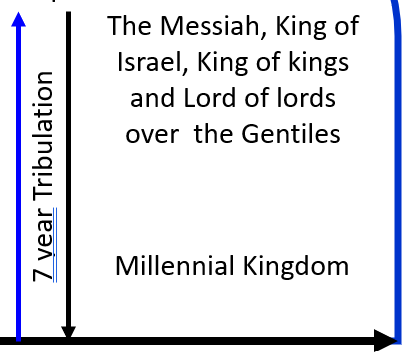 The Messiah, King of
Israel, King of kings
and Lord of lords
over  the Gentiles
7 year Tribulation
Millennial Kingdom